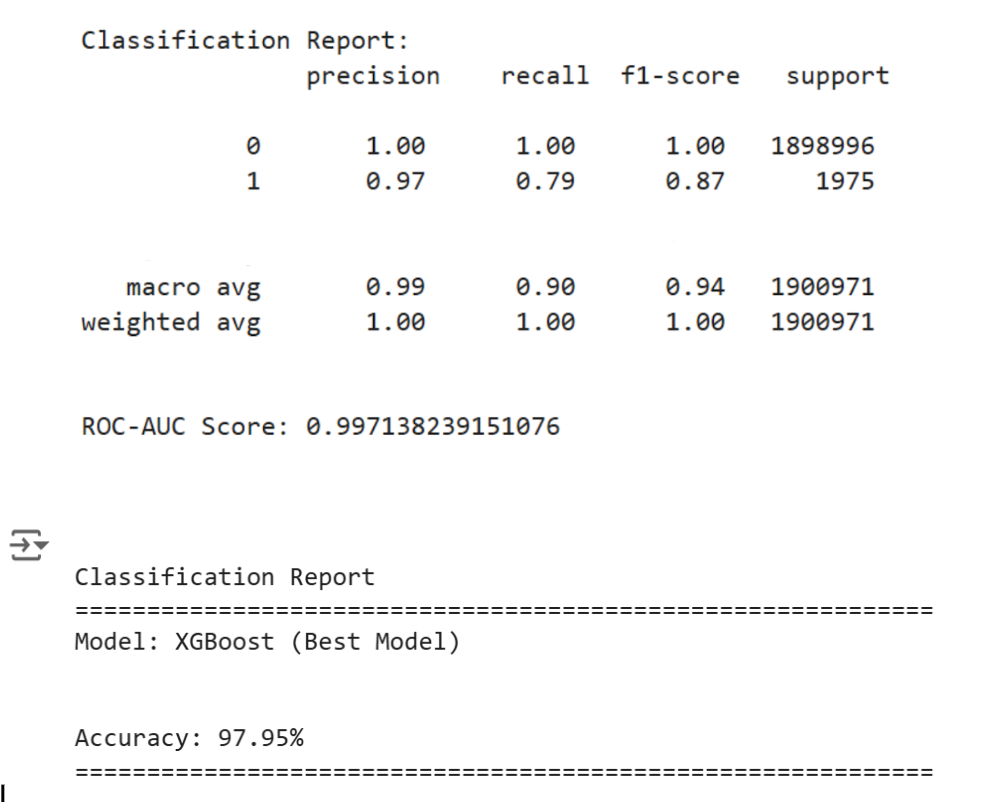 Classification Report:
precision recall f1-score support
0 1.00 1.00 1.00 1898996
1 0.97 0.79 0.87 1975
macro avg 0.99 0.90 0.94 1900971
weighted avg 1.00 1.00 1.00 1900971
ROC-AUC Score: 0.997138239151076
Classification Report
============================================================
Model: XGBoost (Best Model)
Accuracy: 97.95%
============================================================